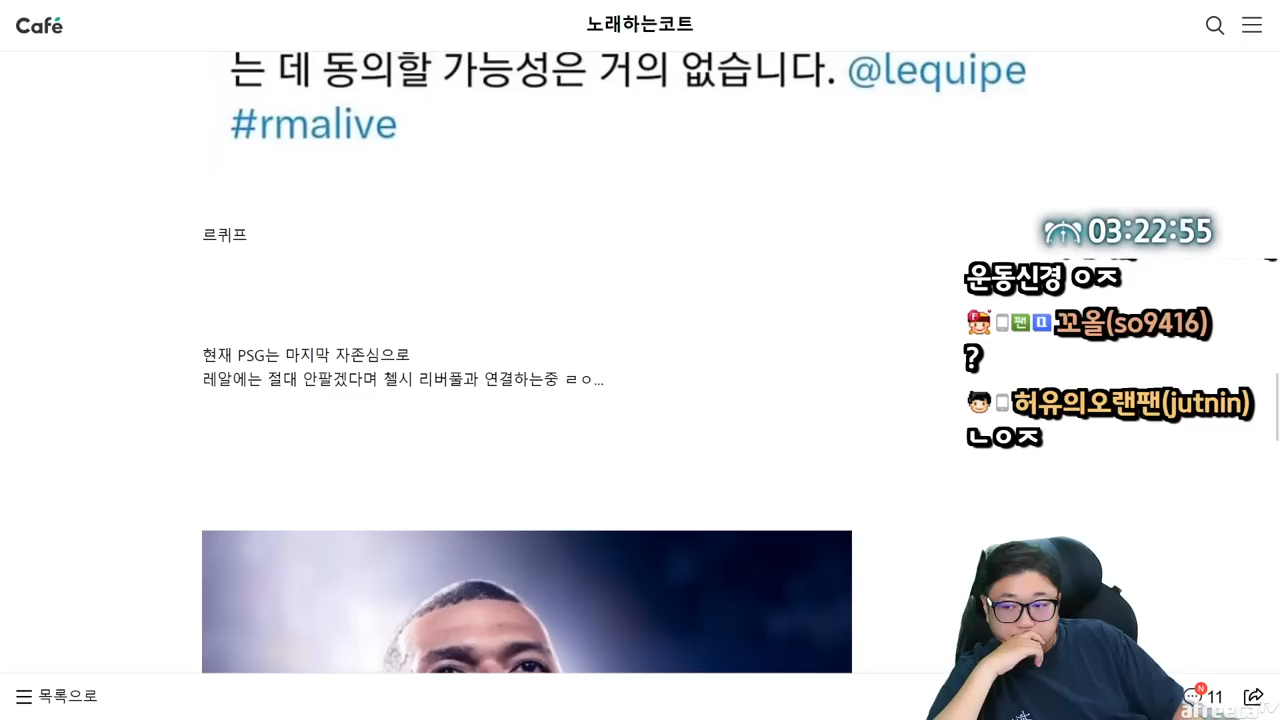 Café
노래하는코트
는 데 동의할 가능성은 거의 없습니다. @lequipe
#rmalive
르퀴프
03:22:55
운동신경 ㅇㅈ
현재 PSG는 마지막 자존심으로
레알에는 절대 안팔겠다며 첼시 리버풀과 연결하는중 ㄹㅇ...
팬 꼬올(so9416)
?
허유의오랜팬(jutnin)
ㄴㅇㅈ
목록으로
N
11
afreecaTV